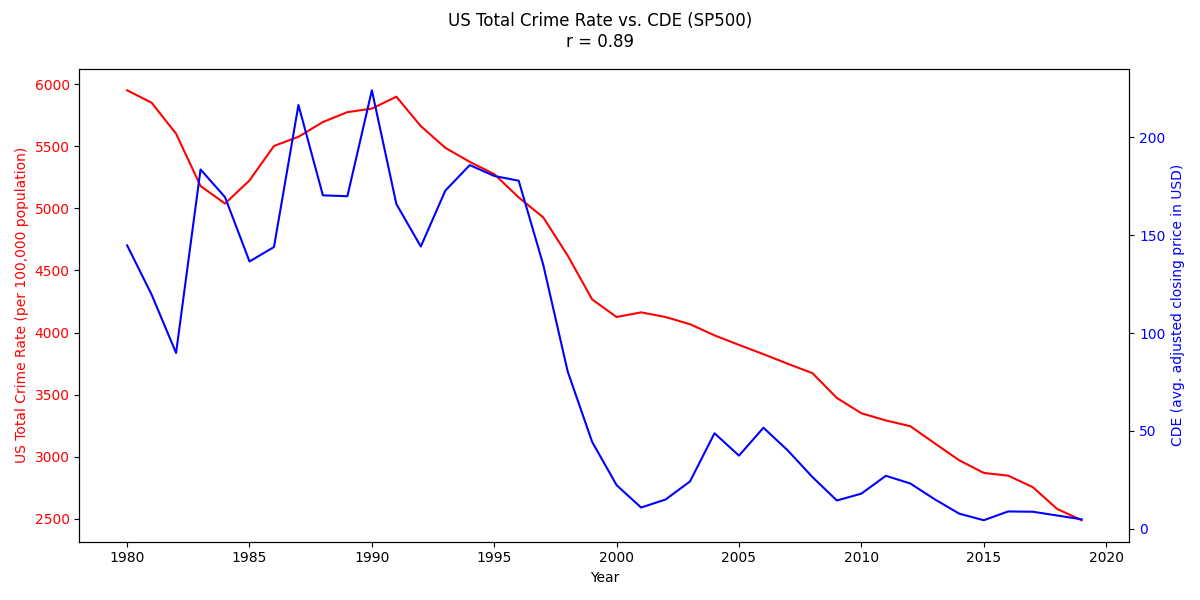 US Total Crime Rate vs. CDE (SP500)
r = 0.89
US Total Crime Rate (per 100,000 population)
6000
5500
5000
4500
4000
3500
3000
2500
CDE (avg. adjusted closing price in USD)
200
150
100
50
0
1980 1985 1990 1995 2000 2005 2010 2015 2020
Year